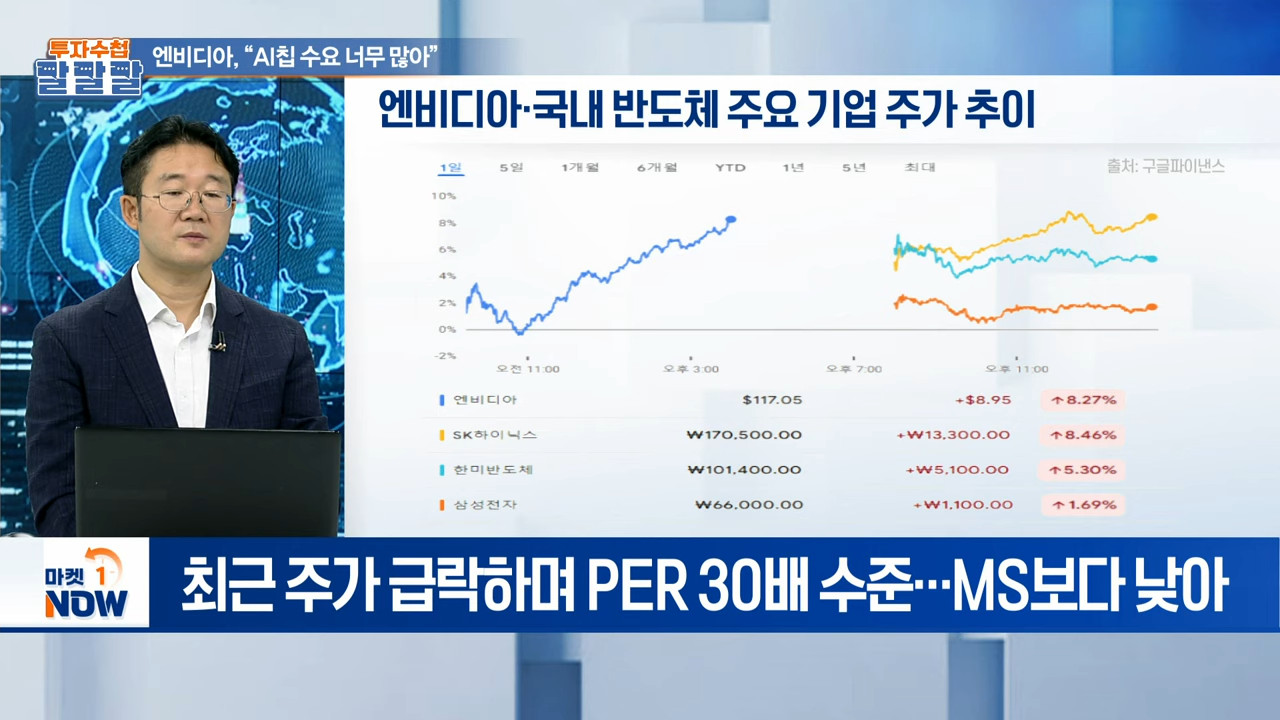 투자수첩
팔팔팔
엔비디아, “AI칩 수요 너무 많아”
엔비디아·국내 반도체 주요 기업 주가 추이
1일 5일 1개월 6개월 YTD 1년 5년 최대
출처: 구글파이낸스
10%
8%
6%
4%
2%
0%
-2%
오전 11:00 오후 3:00 오후 7:00 오후 11:00
엔비디아 $117.05 +$8.95 ↑8.27%
SK하이닉스 ₩170,500.00 +₩13,300.00 ↑8.46%
한미반도체 ₩101,400.00 +₩5,100.00 ↑5.30%
삼성전자 ₩66,000.00 +₩1,100.00 ↑1.69%
마켓 1
NOW
최근 주가 급락하며 PER 30배 수준…MS보다 낮아